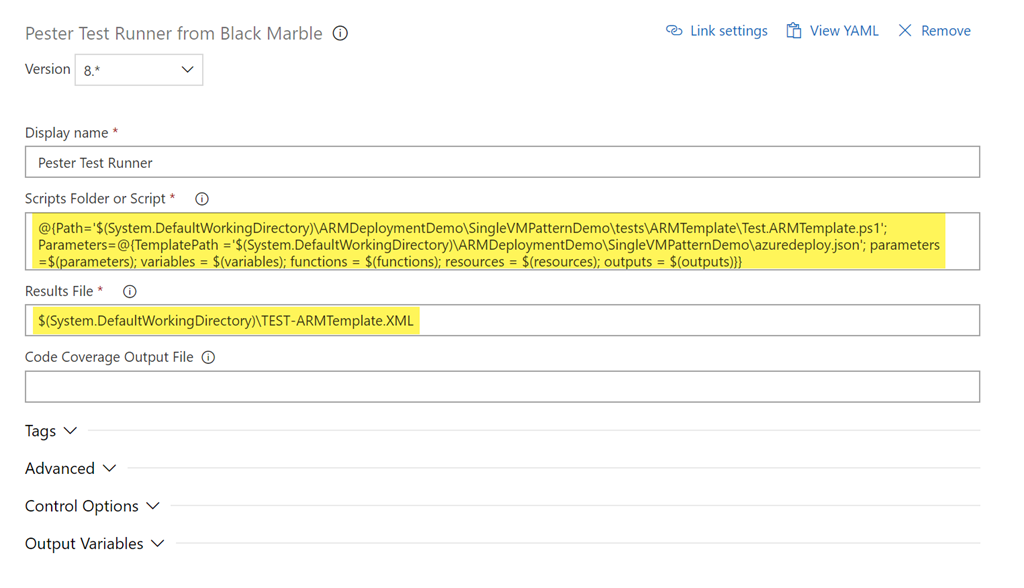 Pester Test Runner from Black Marble
Link settings View YAML Remove
Version 8.*
Display name *
Pester Test Runner
Scripts Folder or Script *
@{Path='$(System.DefaultWorkingDirectory)\ARMDeploymentDemo\SingleVMPatternDemo\tests\ARMTemplate\Test.ARMTemplate.ps1';
Parameters=@{TemplatePath ='$(System.DefaultWorkingDirectory)\ARMDeploymentDemo\SingleVMPatternDemo\azuredeploy.json'; parameters
=$(parameters); variables = $(variables); functions = $(functions); resources = $(resources); outputs = $(outputs)}}
Results File *
$(System.DefaultWorkingDirectory)\TEST-ARMTemplate.XML
Code Coverage Output File
Tags
Advanced
Control Options
Output Variables